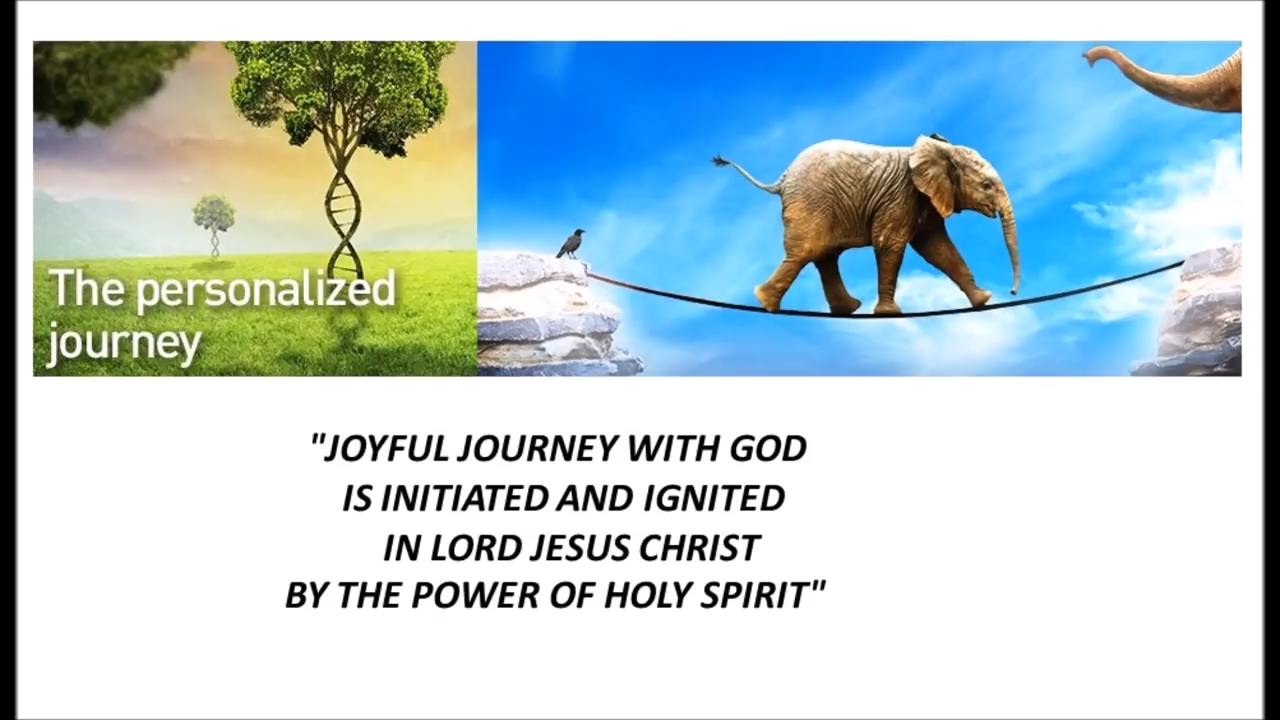 The personalized
journey
"JOYFUL JOURNEY WITH GOD
IS INITIATED AND IGNITED
IN LORD JESUS CHRIST
BY THE POWER OF HOLY SPIRIT"